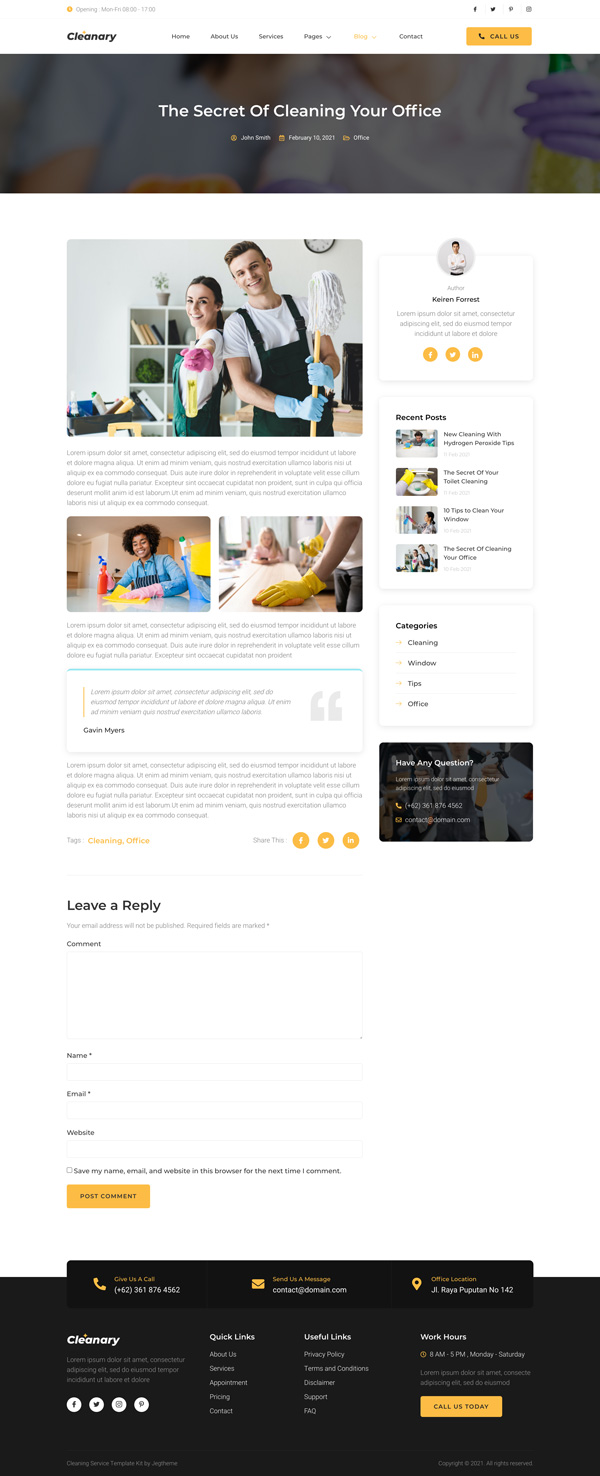 Opening : Mon-Fri 08:00 - 17:00
Cleanary
Home
About Us
Services
Pages
Blog
Contact
CALL US
The Secret Of Cleaning Your Office
John Smith
February 10, 2021
Office
Lorem ipsum dolor sit amet, consectetur adipiscing elit, sed do eiusmod tempor incididunt ut labore
et dolore magna aliqua. Ut enim ad minim veniam, quis nostrud exercitation ullamco laboris nisi ut
aliquip ex ea commodo consequat. Duis aute irure dolor in reprehenderit in voluptate velit esse cillum
dolore eu fugiat nulla pariatur. Excepteur sint occaecat cupidatat non proident, sunt in culpa qui officia
deserunt mollit anim id est laborum Ut enim ad minim veniam, quis nostrud exercitation ullamco
laboris nisi ut aliquip ex ea commodo consequat.
Lorem ipsum dolor sit amet, consectetur adipiscing elit, sed do eiusmod tempor incididunt ut labore
et dolore magna aliqua. Ut enim ad minim veniam, quis nostrud exercitation ullamco laboris nisi ut
aliquip ex ea commodo consequat. Duis aute irure dolor in reprehenderit in voluptate velit esse cillum
dolore eu fugiat nulla pariatur. Excepteur sint occaecat cupidatat non proident
Lorem ipsum dolor sit amet, consectetur adipiscing elit, sed do
eiusmod tempor incididunt ut labore et dolore magna aliqua. Ut enim
ad minim veniam quis nostrud exercitation ullamco laboris.
Gavin Myers
Lorem ipsum dolor sit amet, consectetur adipiscing elit, sed do eiusmod tempor incididunt ut labore
et dolore magna aliqua. Ut enim ad minim veniam, quis nostrud exercitation ullamco laboris nisi ut
aliquip ex ea commodo consequat. Duis aute irure dolor in reprehenderit in voluptate velit esse cillum
dolore eu fugiat nulla pariatur. Excepteur sint occaecat cupidatat non proident, sunt in culpa qui officia
deserunt mollit anim id est laborum Ut enim ad minim veniam, quis nostrud exercitation ullamco
laboris nisi ut aliquip ex ea commodo consequat.
Tags : Cleaning, Office
Share This :
Author
Keiren Forrest
Lorem ipsum dolor sit amet, consectetur
adipiscing elit, sed do eiusmod tempor
incididunt ut labore et dolore
Recent Posts
New Cleaning With
Hydrogen Peroxide Tips
11 Feb 2021
The Secret Of Your
Toilet Cleaning
11 Feb 2021
10 Tips to Clean Your
Window
10 Feb 2021
The Secret Of Cleaning
Your Office
10 Feb 2021
Categories
Cleaning
Window
Tips
Office
Have Any Question?
Lorem ipsum dolor sit amet, consectetur
adipiscing elit, sed do eiusmod
(+62) 361 876 4562
contact@domain.com
Leave a Reply
Your email address will not be published. Required fields are marked *
Comment
Name *
Email *
Website
Save my name, email, and website in this browser for the next time I comment.
POST COMMENT
Give Us A Call
(+62) 361 876 4562
Send Us A Message
contact@domain.com
Office Location
Jl. Raya Puputan No 142
Cleanary
Lorem ipsum dolor sit amet, consectetur
adipiscing elit, sed do eiusmod tempor
incididunt ut labore et dolore
Quick Links
About Us
Services
Appointment
Pricing
Contact
Useful Links
Privacy Policy
Terms and Conditions
Disclaimer
Support
FAQ
Work Hours
8 AM - 5 PM , Monday - Saturday
Lorem ipsum dolor sit amet, consecte
adipiscing elit, sed do eiusmod
CALL US TODAY
Cleaning Service Template Kit by Jegtheme
Copyright © 2021. All rights reserved.